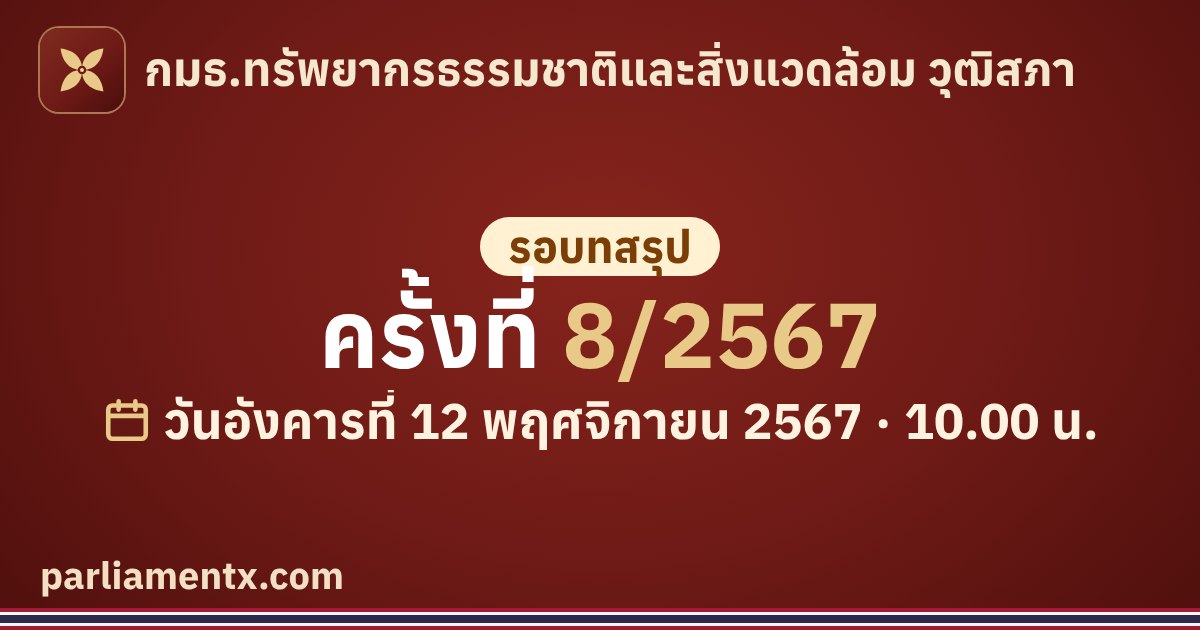 กมธ.ทรัพยากรธรรมชาติและสิ่งแวดล้อม วุฒิสภา
รอบทสรุป
ครั้งที่ 8/2567
วันอังคารที่ 12 พฤศจิกายน 2567 · 10.00 น.
parliamentx.com